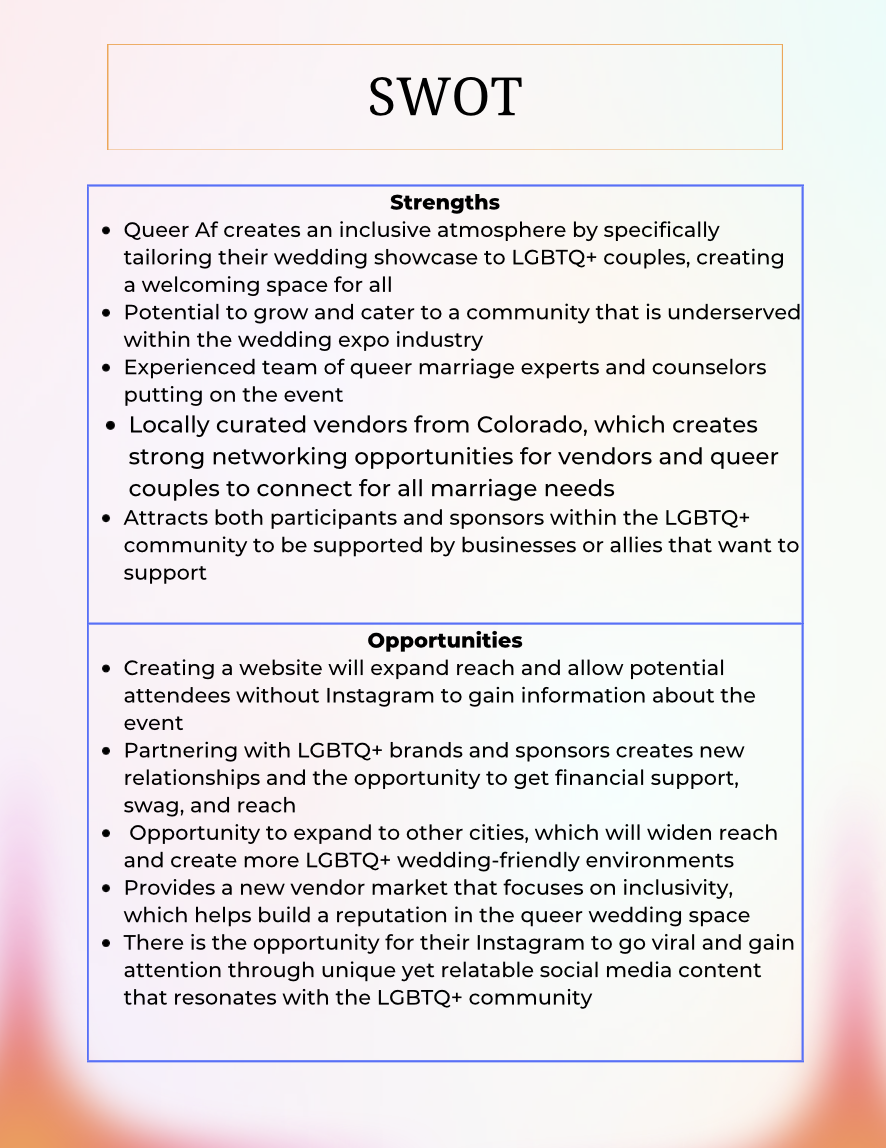 SWOT
Strengths
• Queer Af creates an inclusive atmosphere by specifically
tailoring their wedding showcase to LGBTQ+ couples, creating
a welcoming space for all
• Potential to grow and cater to a community that is underserved
within the wedding expo industry
• Experienced team of queer marriage experts and counselors
putting on the event
• Locally curated vendors from Colorado, which creates
strong networking opportunities for vendors and queer
couples to connect for all marriage needs
• Attracts both participants and sponsors within the LGBTQ+
community to be supported by businesses or allies that want to
support
Opportunities
• Creating a website will expand reach and allow potential
attendees without Instagram to gain information about the
event
• Partnering with LGBTQ+ brands and sponsors creates new
relationships and the opportunity to get financial support,
swag, and reach
• Opportunity to expand to other cities, which will widen reach
and create more LGBTQ+ wedding-friendly environments
• Provides a new vendor market that focuses on inclusivity,
which helps build a reputation in the queer wedding space
• There is the opportunity for their Instagram to go viral and gain
attention through unique yet relatable social media content
that resonates with the LGBTQ+ community